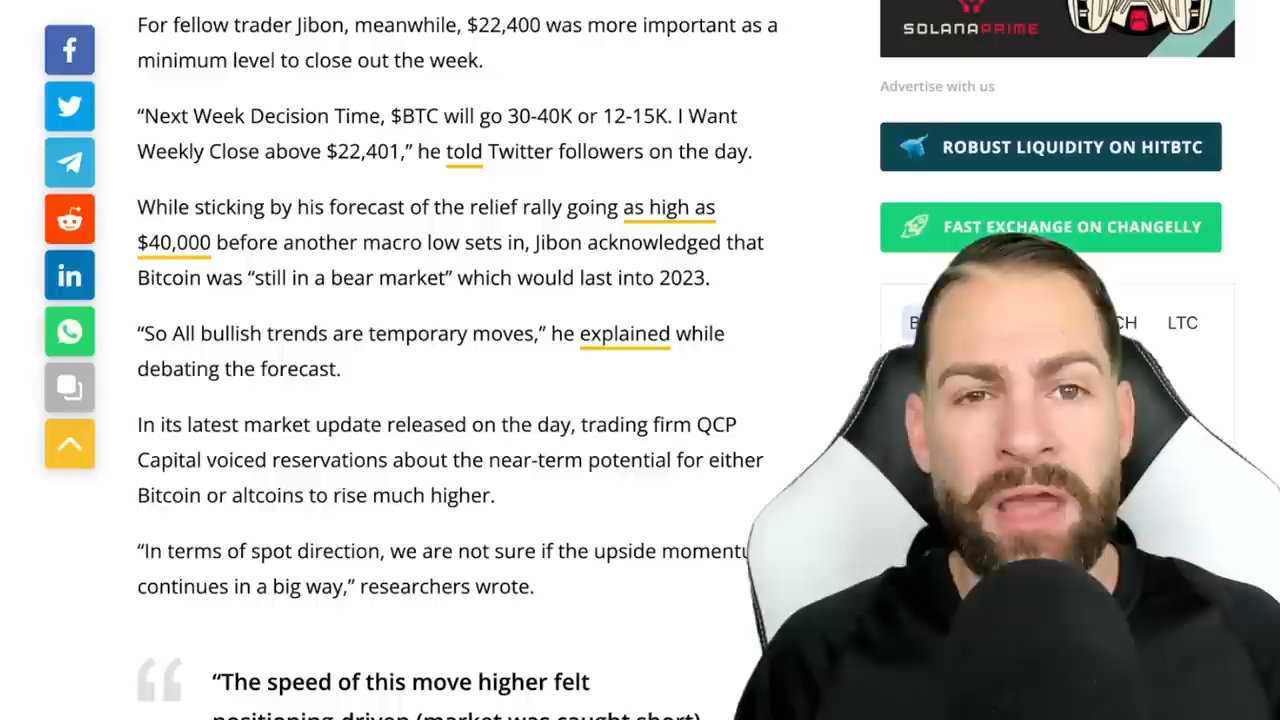 For fellow trader Jibon, meanwhile, $22,400 was more important as a
minimum level to close out the week.
“Next Week Decision Time, $BTC will go 30-40K or 12-15K. I Want
Weekly Close above $22,401,” he told Twitter followers on the day.
While sticking by his forecast of the relief rally going as high as
$40,000 before another macro low sets in, Jibon acknowledged that
Bitcoin was “still in a bear market” which would last into 2023.
“So All bullish trends are temporary moves,” he explained while
debating the forecast.
In its latest market update released on the day, trading firm QCP
Capital voiced reservations about the near-term potential for either
Bitcoin or altcoins to rise much higher.
“In terms of spot direction, we are not sure if the upside
continues in a big way,” researchers wrote.
“The speed of this move higher felt
positioning driven (market was caught short)
SOLANAPRIME
Advertise with us
ROBUST LIQUIDITY ON HITBTC
FAST EXCHANGE ON CHANGELLY
LTC